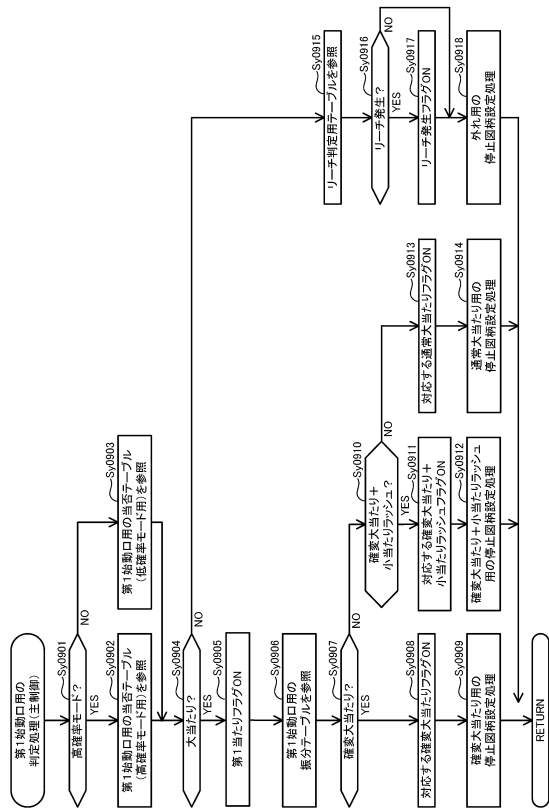 第1始動口用の
判定処理(主制御)
Sy0901
高確率モード?
YES
NO
Sy0902
第1始動口用の当否テーブル
(高確率モード用)を参照
Sy0903
第1始動口用の当否テーブル
(低確率モード用)を参照
Sy0904
大当たり?
YES
NO
Sy0905
第1当たりフラグON
Sy0906
第1始動口用の
振分テーブルを参照
Sy0907
確変大当たり?
YES
NO
Sy0908
対応する確変大当たりフラグON
Sy0909
確変大当たり用の
停止図柄設定処理
Sy0910
確変大当たり+
小当たりラッシュ?
YES
NO
Sy0911
対応する確変大当たり+
小当たりラッシュフラグON
Sy0912
確変大当たり+小当たりラッシュ
用の停止図柄設定処理
Sy0913
対応する通常大当たりフラグON
Sy0914
通常大当たり用の
停止図柄設定処理
Sy0915
リーチ判定用テーブルを参照
Sy0916
リーチ発生?
YES
NO
Sy0917
リーチ発生フラグON
Sy0918
外れ用の
停止図柄設定処理
RETURN